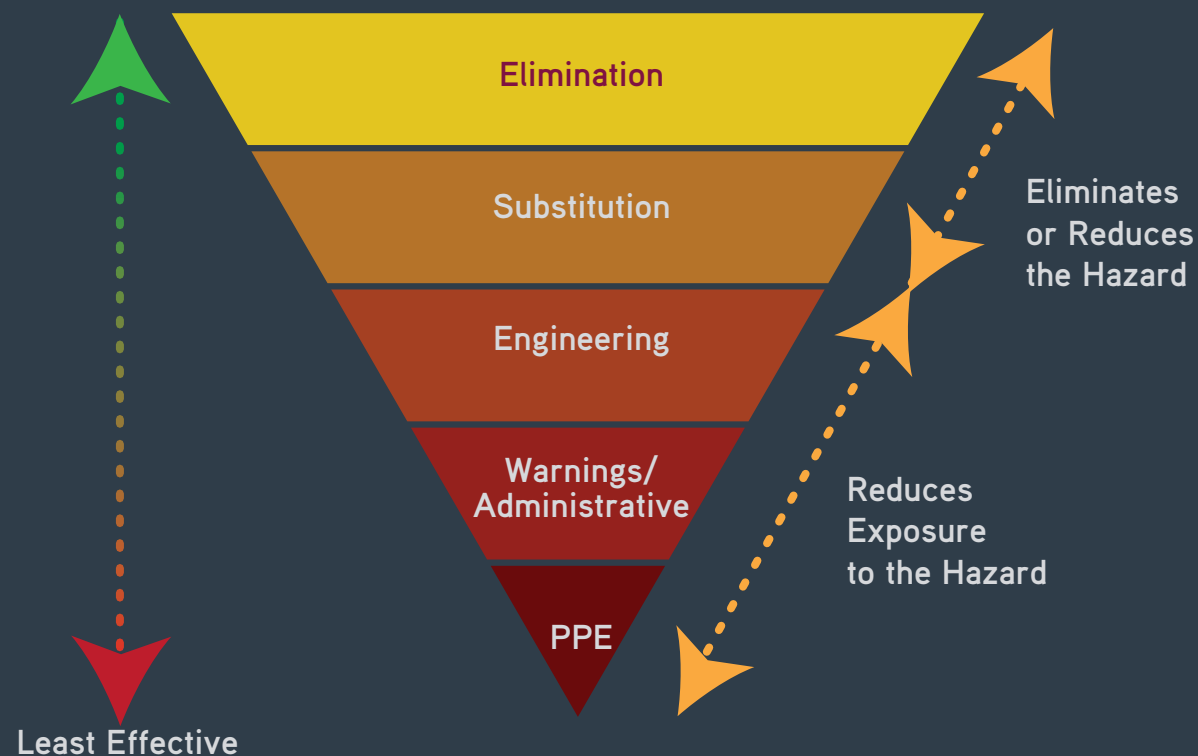 Elimination
Substitution
Engineering
Warnings/
Administrative
PPE
Eliminates
or Reduces
the Hazard
Reduces
Exposure
to the Hazard
Least Effective